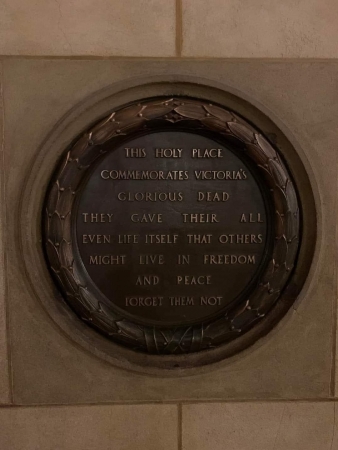 THIS HOLY PLACE
COMMEMORATES VICTORIA'S
GLORIOUS DEAD
THEY GAVE THEIR ALL
EVEN LIFE ITSELF THAT OTHERS
MIGHT LIVE IN FREEDOM
AND PEACE
FORGET THEM NOT